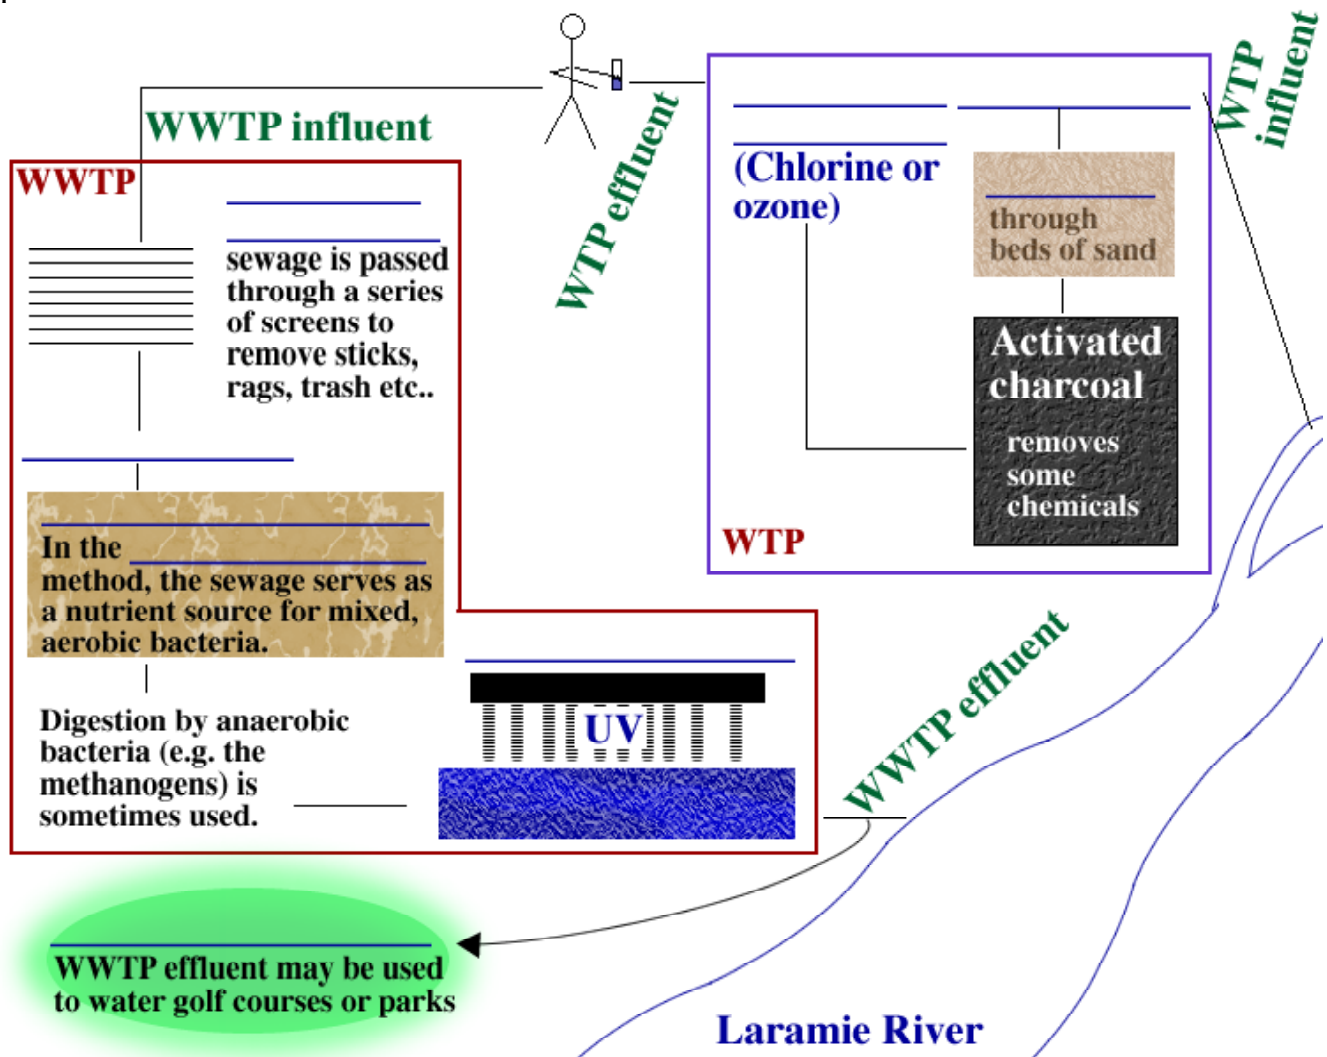 WWTP influent
WWTP
sewage is passed
through a series
of screens to
remove sticks,
rags, trash etc..
In the
method, the sewage serves as
a nutrient source for mixed,
aerobic bacteria.
Digestion by anaerobic
bacteria (e.g. the
methanogens) is
sometimes used.
UV
WWTP effluent
WWTP effluent may be used
to water golf courses or parks
WTP effluent
(Chlorine or
ozone)
through
beds of sand
Activated
charcoal
removes
some
chemicals
WTP
WTP
influent
Laramie River